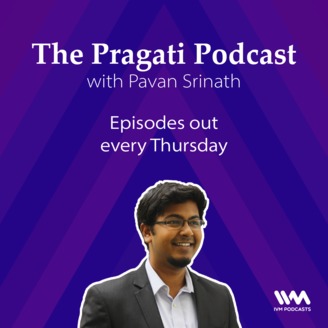 The Pragati Podcast
with Pavan Srinath
Episodes out
every Thursday
IVM PODCASTS